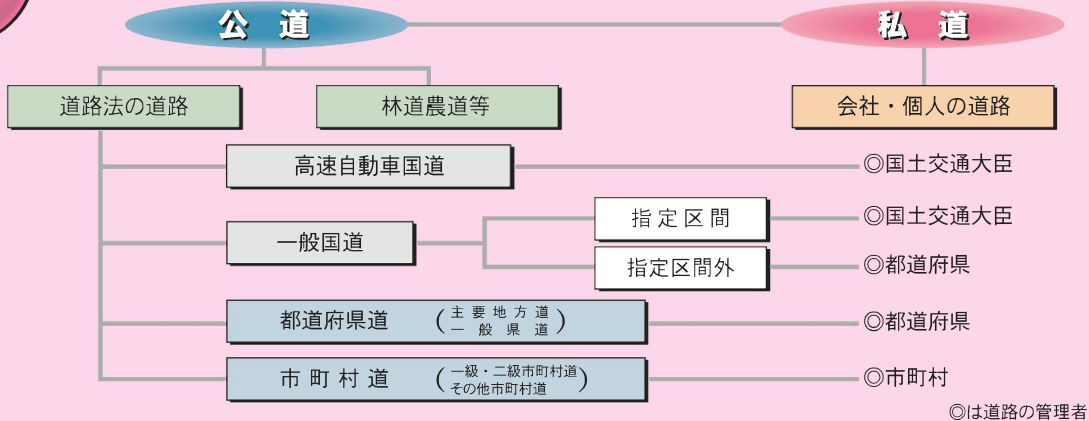 公道
私道
道路法の道路
林道農道等
会社・個人の道路
高速自動車国道
◎国土交通大臣
一般国道
指定区間
◎国土交通大臣
指定区間外
◎都道府県
都道府県道
(主要地方道
一般県道)
◎都道府県
市町村道
(一級・二級市町村道
その他市町村道)
◎市町村
◎は道路の管理者